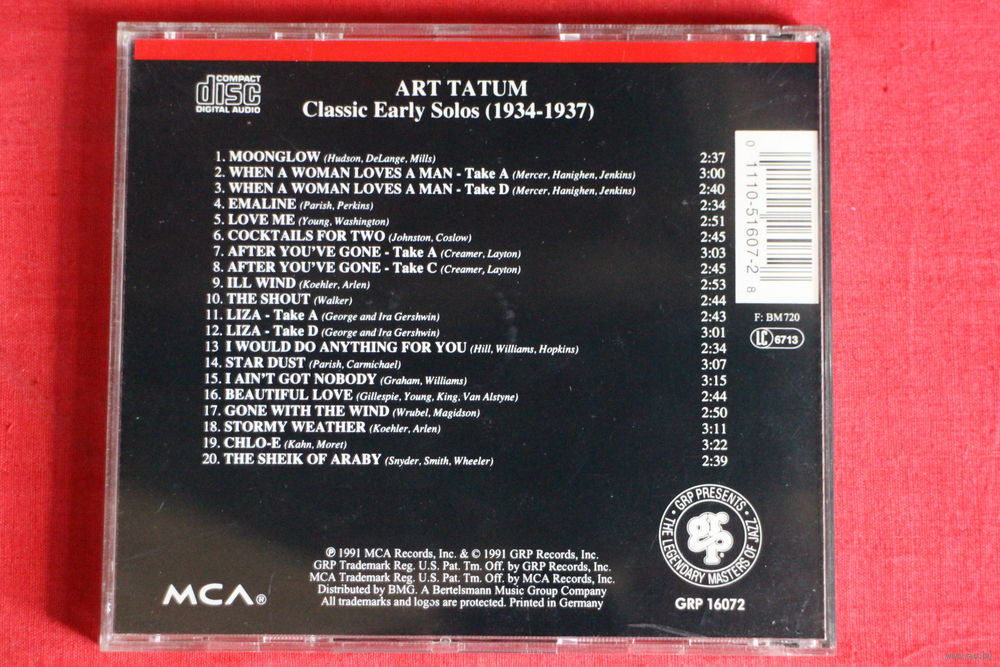 COMPACT
disc
DIGITAL AUDIO
ART TATUM
Classic Early Solos (1934-1937)
1. MOONGLOW (Hudson, DeLange, Mills) 2:37
2. WHEN A WOMAN LOVES A MAN - Take A (Mercer, Hanighen, Jenkins) 3:00
3. WHEN A WOMAN LOVES A MAN - Take D (Mercer, Hanighen, Jenkins) 2:40
4. EMALINE (Parish, Perkins) 2:34
5. LOVE ME (Young, Washington) 2:51
6. COCKTAILS FOR TWO (Johnston, Coslow) 2:45
7. AFTER YOU'VE GONE - Take A (Creamer, Layton) 3:03
8. AFTER YOU'VE GONE - Take C (Creamer, Layton) 2:45
9. ILL WIND (Koehler, Arlen) 2:53
10. THE SHOUT (Walker) 2:44
11. LIZA - Take A (George and Ira Gershwin) 2:43
12. LIZA - Take D (George and Ira Gershwin) 3:01
13 I WOULD DO ANYTHING FOR YOU (Hill, Williams, Hopkins) 2:34
14. STAR DUST (Parish, Carmichael) 3:07
15. I AIN'T GOT NOBODY (Graham, Williams) 3:15
16. BEAUTIFUL LOVE (Gillespie, Young, King, Van Alstyne) 2:44
17. GONE WITH THE WIND (Wrubel, Magidson) 2:50
18. STORMY WEATHER (Koehler, Arlen) 3:11
19. CHLO-E (Kahn, Moret) 3:22
20. THE SHEIK OF ARABY (Snyder, Smith, Wheeler) 2:39
0 1110-51607-2 8
F: BM 720
LC 6713
GRP PRESENTS • THE LEGENDARY MASTERS OF JAZZ •
grp
GRP 16072
℗ 1991 MCA Records, Inc. & © 1991 GRP Records, Inc.
GRP Trademark Reg. U.S. Pat. Tm. Off. by GRP Records, Inc.
MCA Trademark Reg. U.S. Pat. Tm. Off. by MCA Records, Inc.
Distributed by BMG. A Bertelsmann Music Group Company
All trademarks and logos are protected. Printed in Germany
MCA®